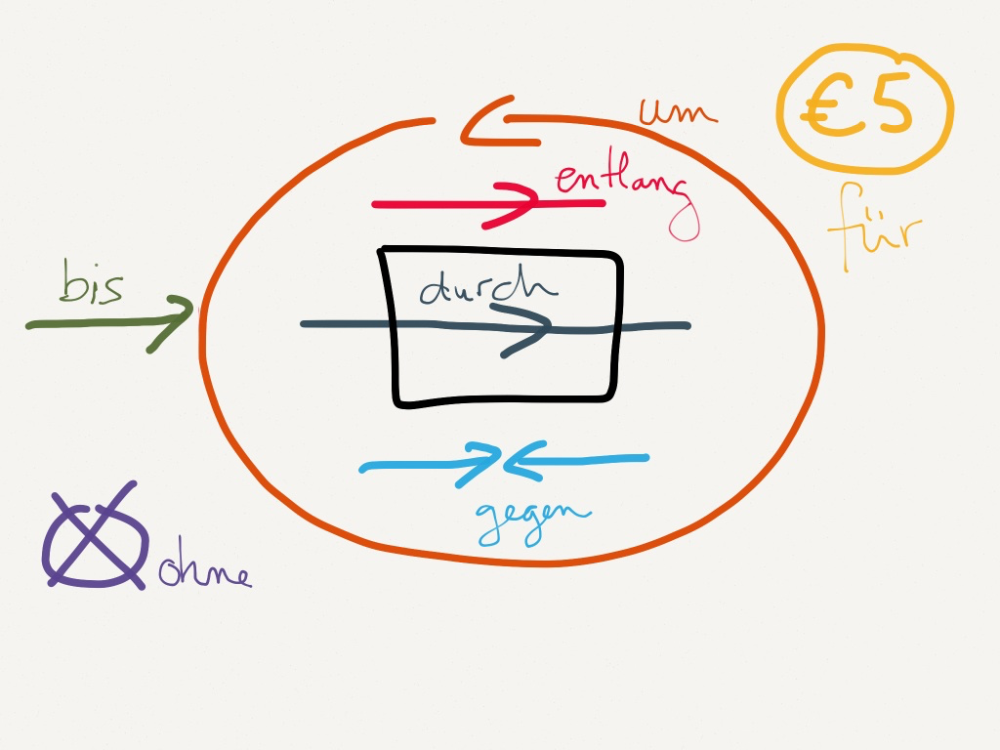 um
€5
entlang
für
bis
durch
gegen
ohne